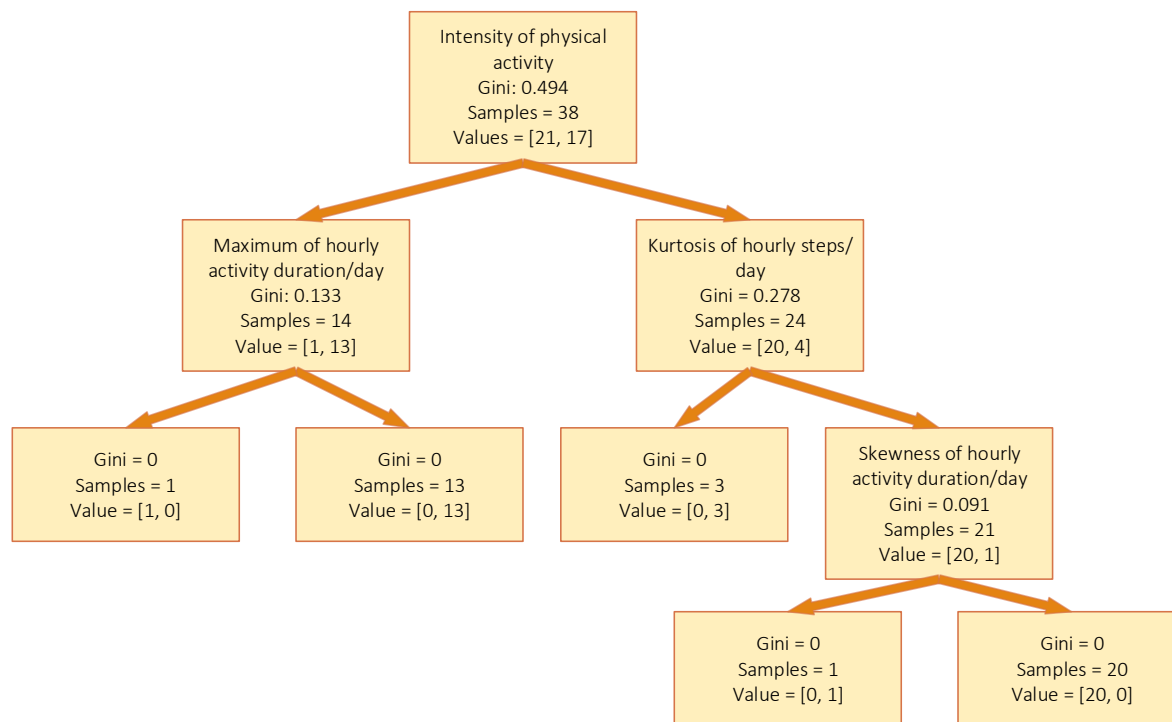 Intensity of physical
activity
Gini: 0.494
Samples = 38
Values = [21, 17]
Maximum of hourly
activity duration/day
Gini: 0.133
Samples = 14
Value = [1, 13]
Kurtosis of hourly steps/
day
Gini = 0.278
Samples = 24
Value = [20, 4]
Gini = 0
Samples = 1
Value = [1, 0]
Gini = 0
Samples = 13
Value = [0, 13]
Gini = 0
Samples = 3
Value = [0, 3]
Skewness of hourly
activity duration/day
Gini = 0.091
Samples = 21
Value = [20, 1]
Gini = 0
Samples = 1
Value = [0, 1]
Gini = 0
Samples = 20
Value = [20, 0]